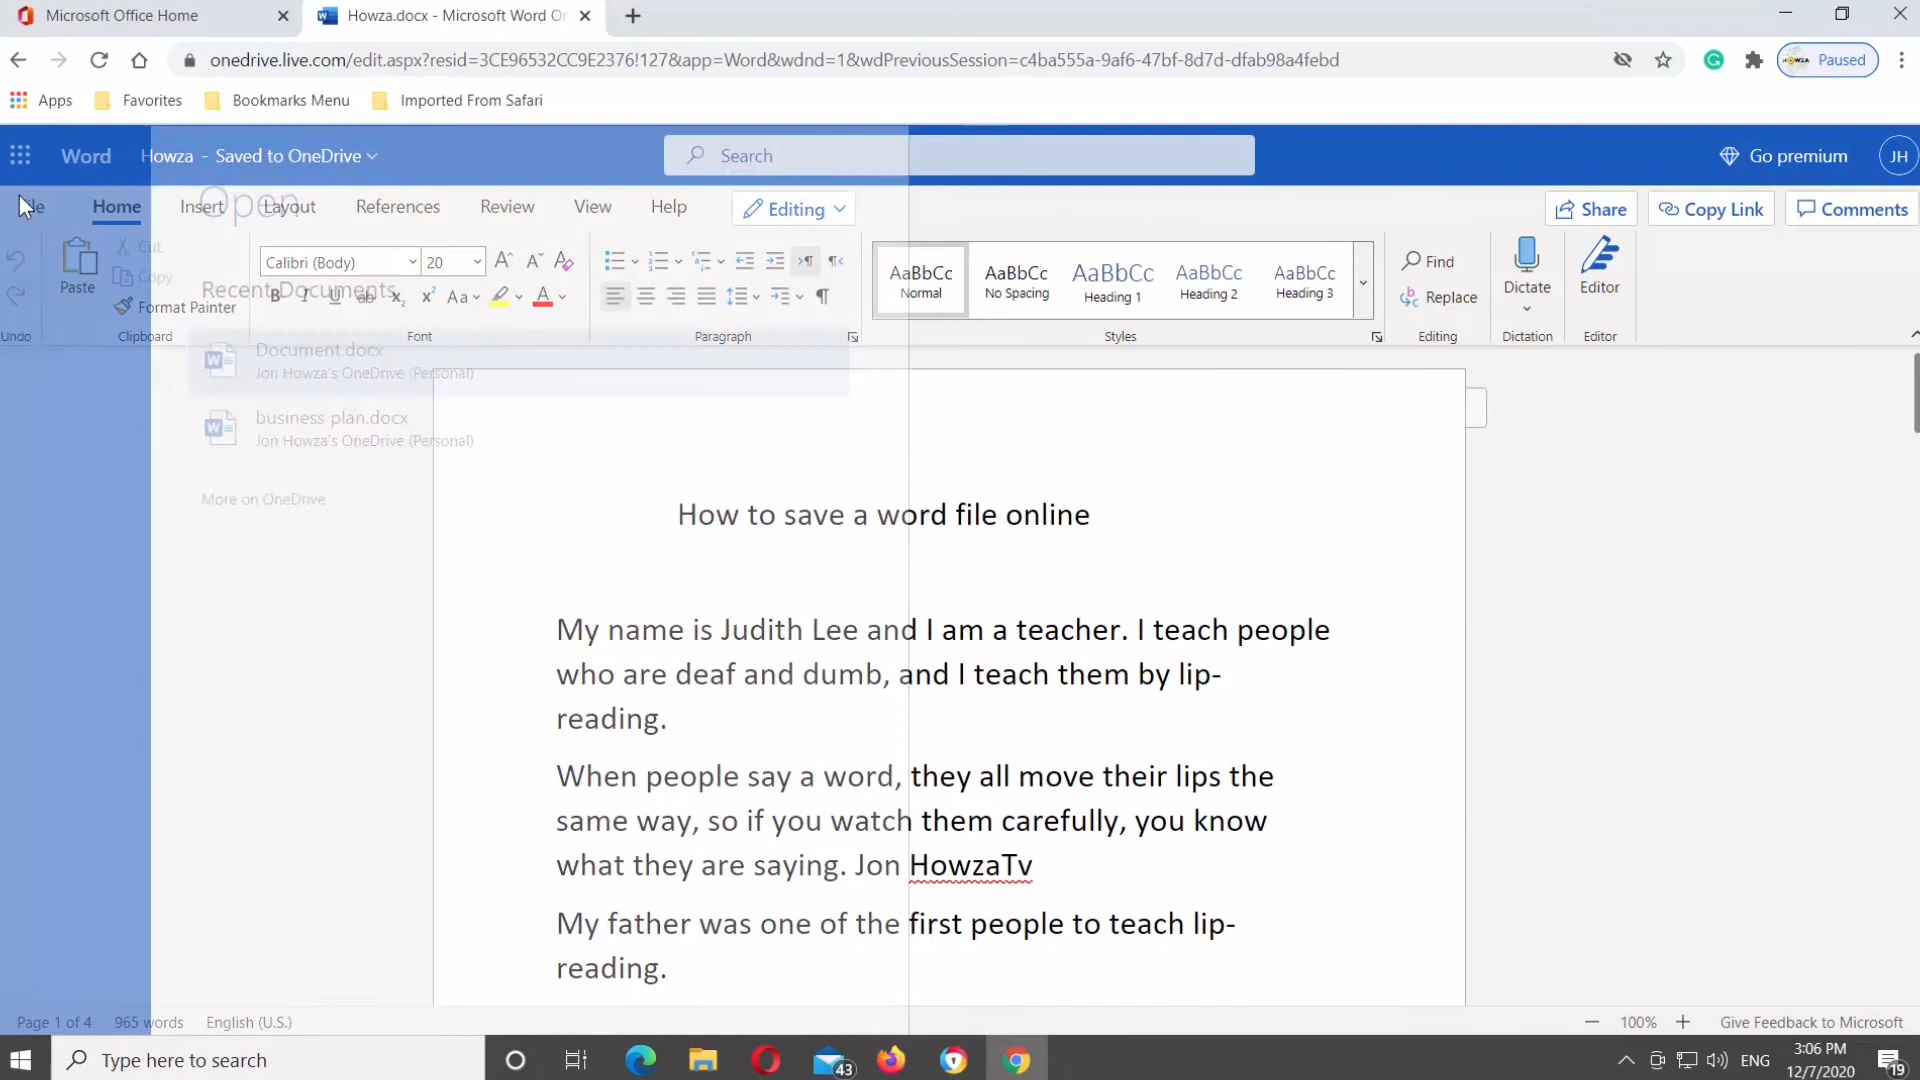 Microsoft Office Home
Howza.docx - Microsoft Word Or
onedrive.live.com/edit.aspx?resid=3CE96532CC9E2376!127&app=Word&wdnd=1&wdPreviousSession=c4ba555a-9af6-47bf-8d7d-dfab98a4febd
Paused
Apps
Favorites
Bookmarks Menu
Imported From Safari
Word
Howza - Saved to OneDrive
Search
Go premium
JH
File
Home
Insert
Layout
References
Review
View
Help
Editing
Share
Copy Link
Comments
Open
Paste
Cut
Copy
Format Painter
Calibri (Body)
20
AaBbCc
Normal
AaBbCc
No Spacing
AaBbCc
Heading 1
AaBbCc
Heading 2
AaBbCc
Heading 3
Find
Replace
Dictate
Editor
Recent Documents
Undo
Clipboard
Font
Paragraph
Styles
Editing
Dictation
Editor
Document.docx
Jon Howza's OneDrive (Personal)
business plan.docx
Jon Howza's OneDrive (Personal)
More on OneDrive
How to save a word file online
My name is Judith Lee and I am a teacher. I teach people
who are deaf and dumb, and I teach them by lip-
reading.
When people say a word, they all move their lips the
same way, so if you watch them carefully, you know
what they are saying. Jon HowzaTv
My father was one of the first people to teach lip-
reading.
Page 1 of 4
965 words
English (U.S.)
100%
Give Feedback to Microsoft
Type here to search
43
ENG
3:06 PM
12/7/2020
19